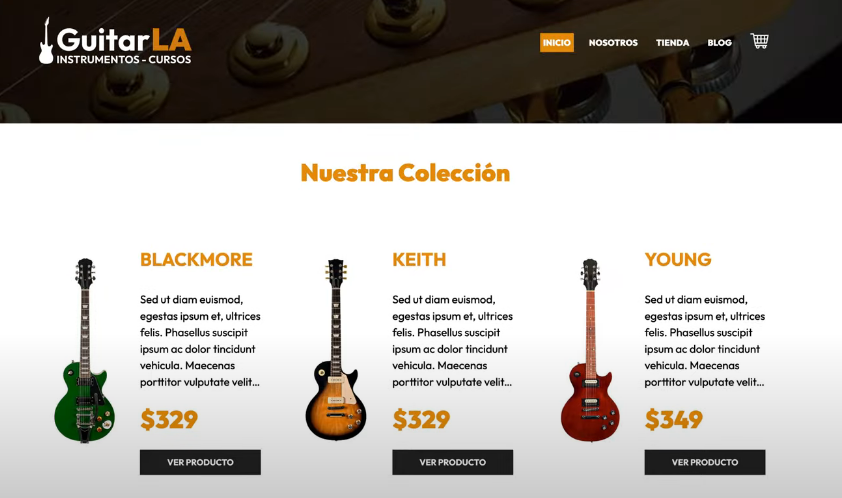 GuitarLA
INSTRUMENTOS - CURSOS
INICIO
NOSOTROS
TIENDA
BLOG
Nuestra Colección
BLACKMORE
Sed ut diam euismod,
egestas ipsum et, ultrices
felis. Phasellus suscipit
ipsum ac dolor tincidunt
vehicula. Maecenas
porttitor vulputate velit...
$329
VER PRODUCTO
KEITH
Sed ut diam euismod,
egestas ipsum et, ultrices
felis. Phasellus suscipit
ipsum ac dolor tincidunt
vehicula. Maecenas
porttitor vulputate velit...
$329
VER PRODUCTO
YOUNG
Sed ut diam euismod,
egestas ipsum et, ultrices
felis. Phasellus suscipit
ipsum ac dolor tincidunt
vehicula. Maecenas
porttitor vulputate velit...
$349
VER PRODUCTO